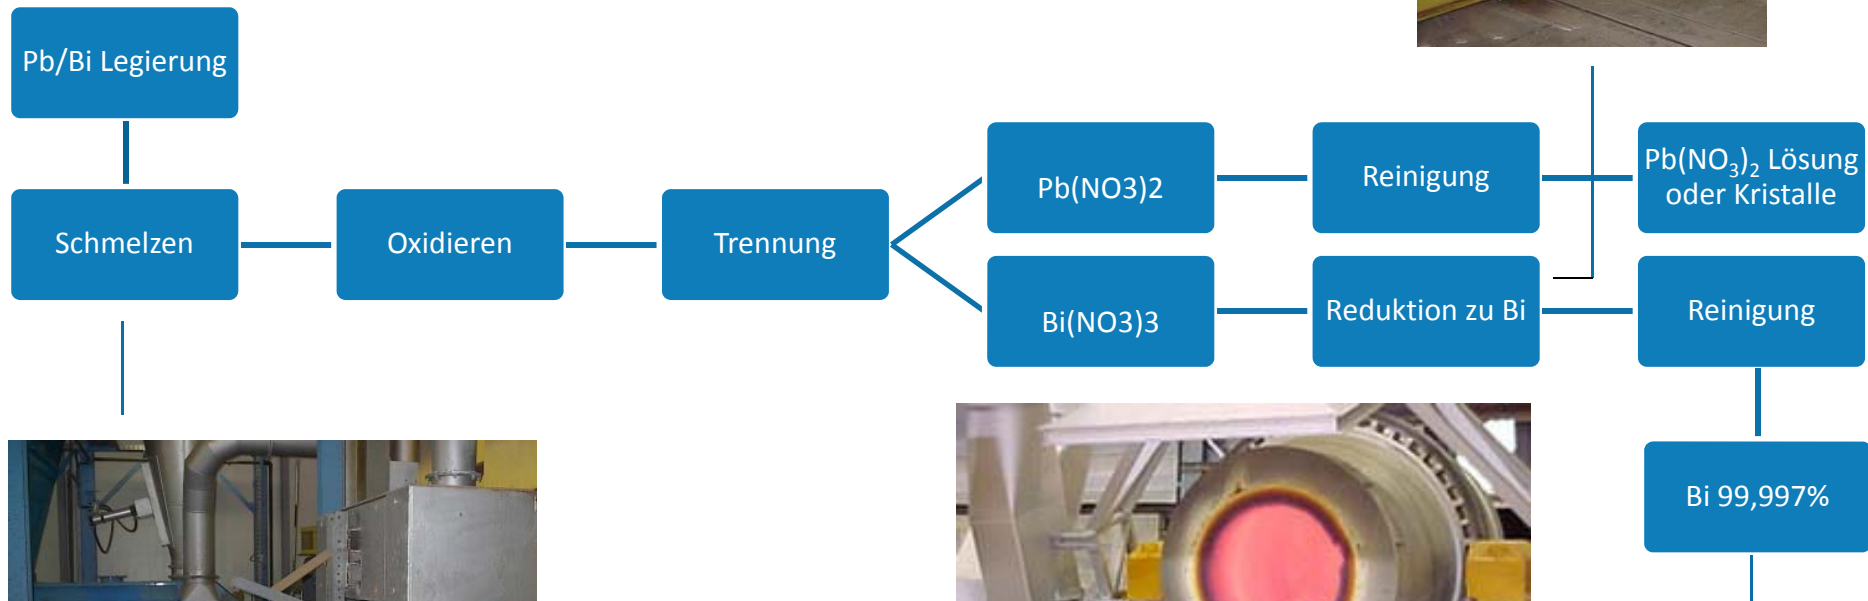 Pb/Bi Legierung
Schmelzen
Oxidieren
Trennung
Pb(NO3)2
Reinigung
Pb(NO₃)₂ Lösung
oder Kristalle
Bi(NO3)3
Reduktion zu Bi
Reinigung
Bi 99,997%